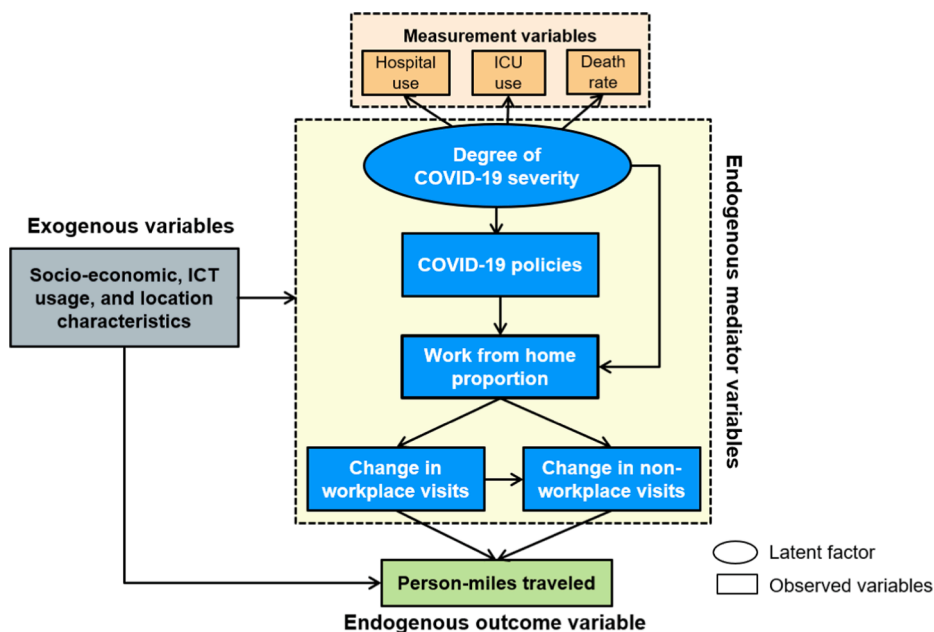 Measurement variables
Hospital
use
ICU
use
Death
rate
Degree of
COVID-19 severity
Exogenous variables
Socio-economic, ICT
usage, and location
characteristics
COVID-19 policies
Work from home
proportion
Change in
workplace visits
Change in non-
workplace visits
Endogenous mediator variables
Person-miles traveled
Endogenous outcome variable
Latent factor
Observed variables